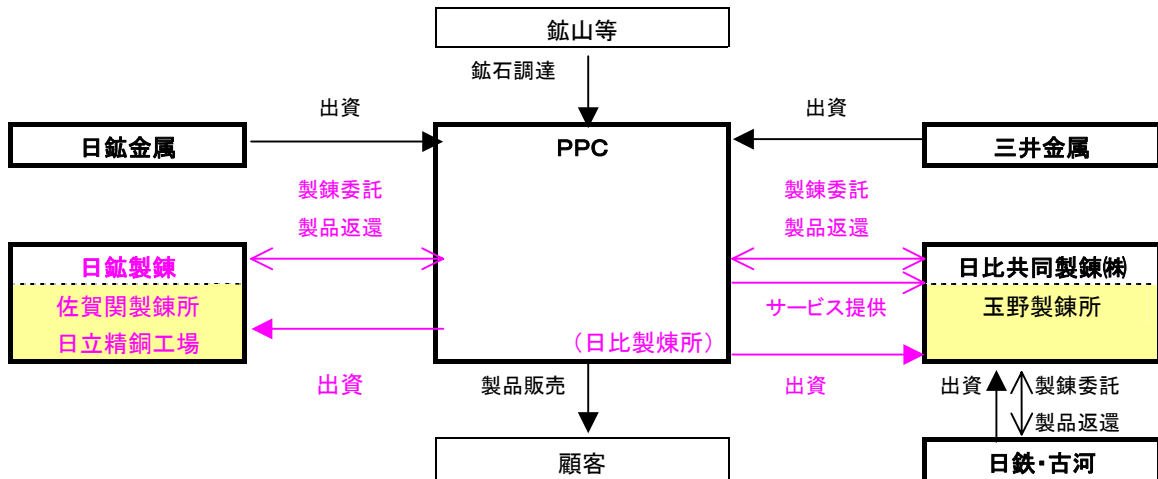 鉱山等
鉱石調達
出資
出資
日鉱金属
PPC
三井金属
製錬委託
製品返還
製錬委託
製品返還
日鉱製錬
佐賀関製錬所
日立精銅工場
日比共同製錬㈱
玉野製錬所
サービス提供
（日比製煉所）
出資
製品販売
出資
出資
製錬委託
製品返還
顧客
日鉄・古河